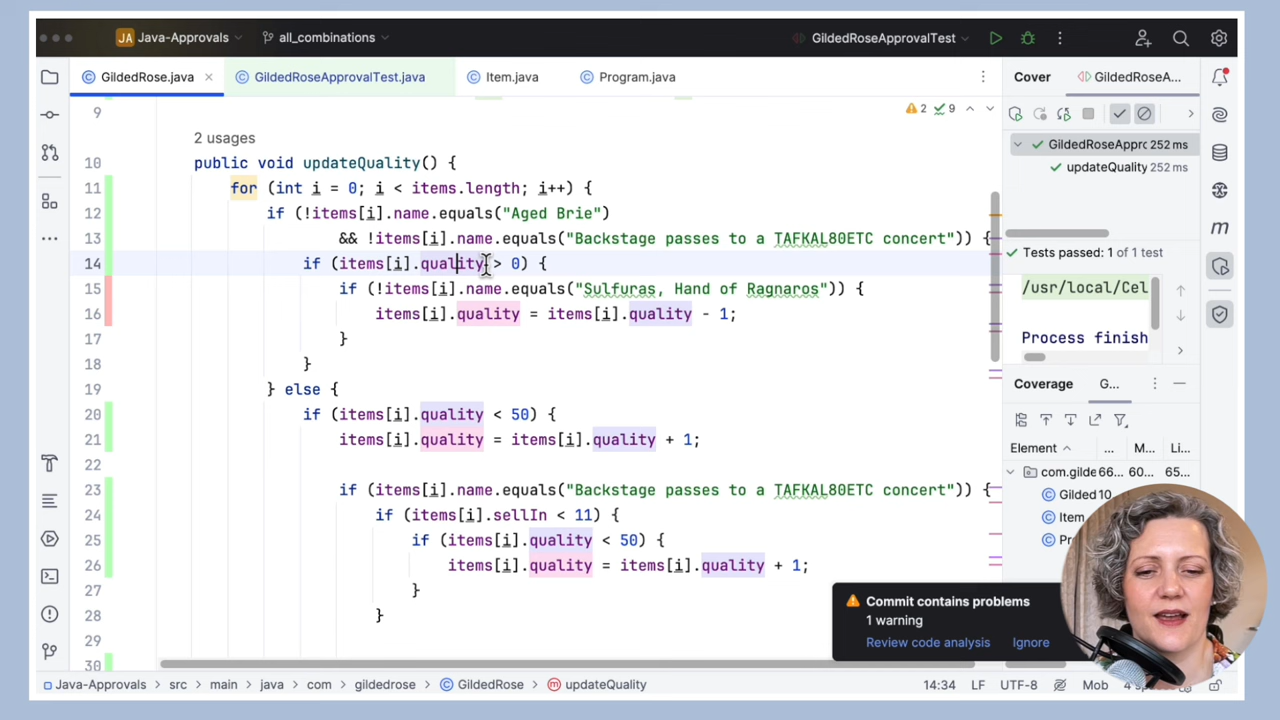 JA Java-Approvals all_combinations GildedRoseApprovalTest
GildedRose.java GildedRoseApprovalTest.java Item.java Program.java Cover GildedRoseA...
9 2 9
2 usages
10 public void updateQuality() {
11 for (int i = 0; i < items.length; i++) {
12 if (!items[i].name.equals("Aged Brie")
13 && !items[i].name.equals("Backstage passes to a TAFKAL80ETC concert")) {
14 if (items[i].quality > 0) {
15 if (!items[i].name.equals("Sulfuras, Hand of Ragnaros")) {
16 items[i].quality = items[i].quality - 1;
17 }
18 }
19 } else {
20 if (items[i].quality < 50) {
21 items[i].quality = items[i].quality + 1;
22
23 if (items[i].name.equals("Backstage passes to a TAFKAL80ETC concert")) {
24 if (items[i].sellIn < 11) {
25 if (items[i].quality < 50) {
26 items[i].quality = items[i].quality + 1;
27 }
28 }
29
30
GildedRoseApprc 252 ms
updateQuality 252 ms
Tests passed: 1 of 1 test
/usr/local/Cel
Process finish
Coverage G...
Element ... M... Li...
com.gilde 66... 60... 65...
Gilded 10
Item
Pr
Commit contains problems
1 warning
Review code analysis Ignore
Java-Approvals > src > main > java > com > gildedrose > GildedRose > updateQuality 14:34 LF UTF-8 Mob